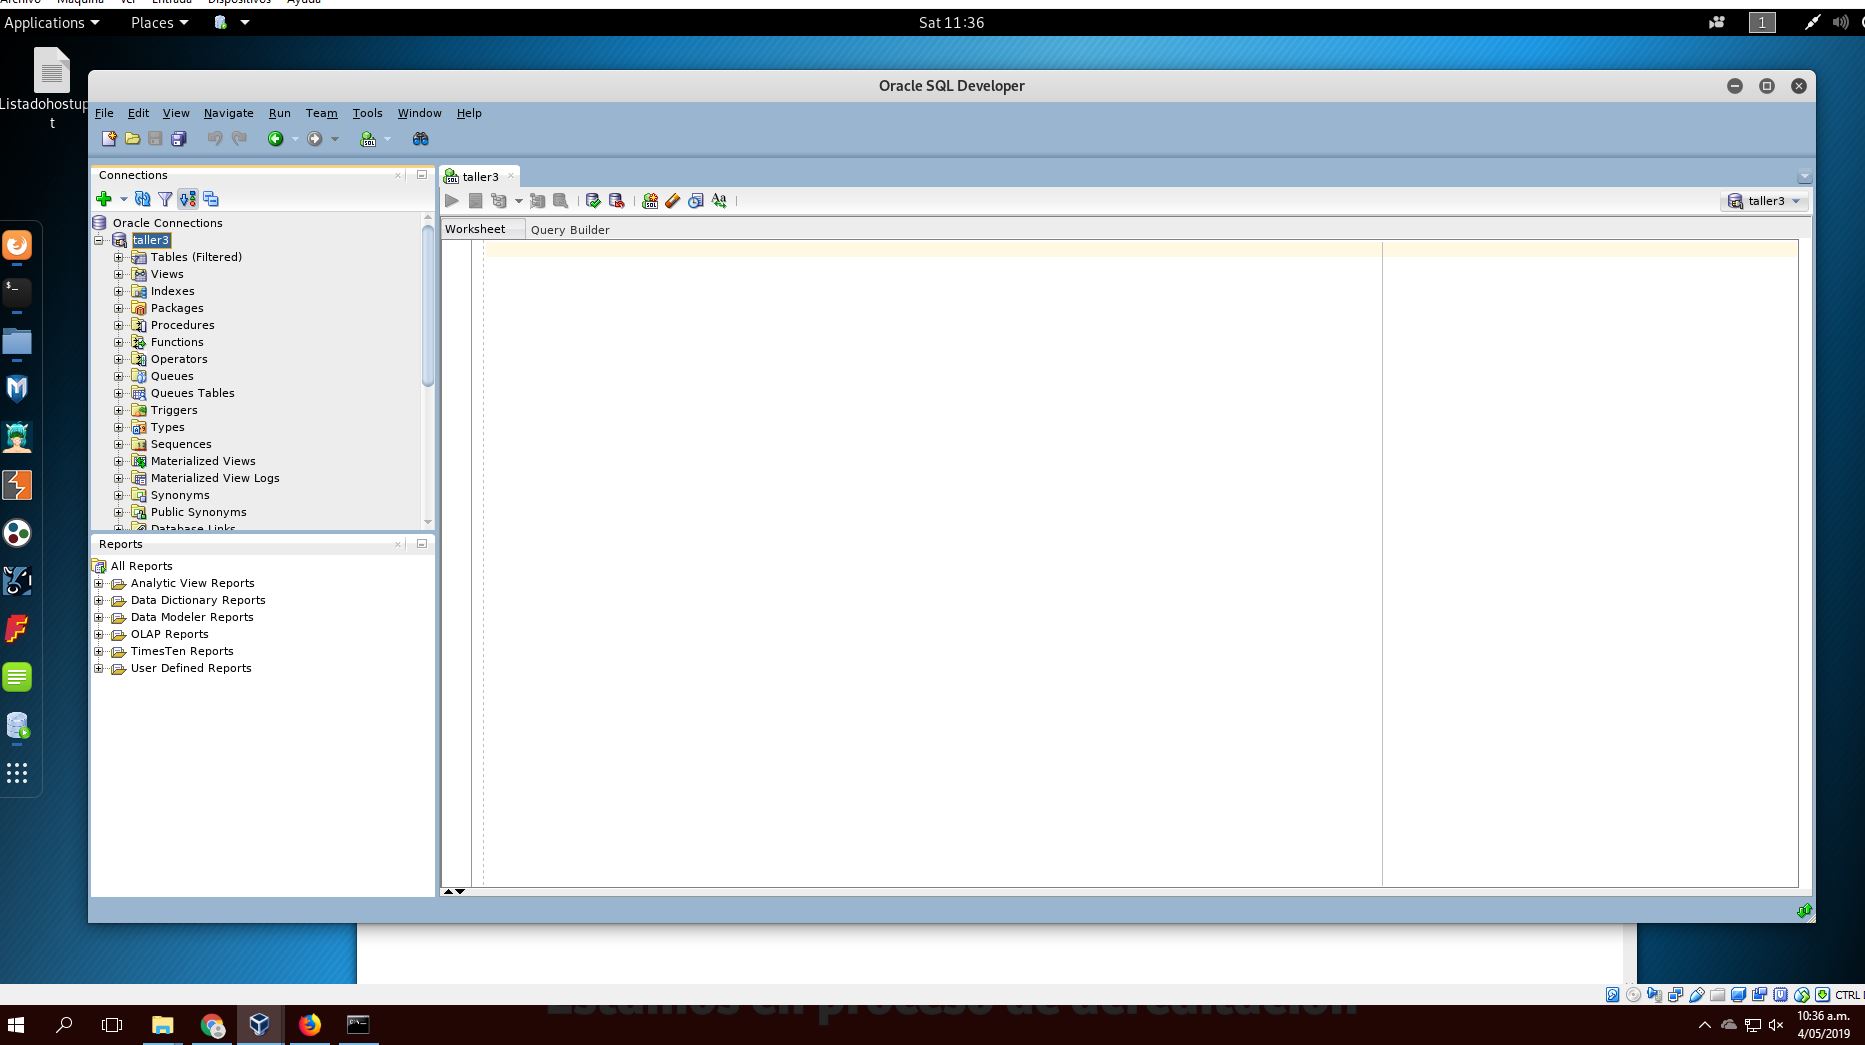 Archivo Máquina Ver Entrada Dispositivos Ayuda
Applications Places Sat 11:36 1
Listadohostup
t
Oracle SQL Developer
File Edit View Navigate Run Team Tools Window Help
Connections
taller3
taller3
Oracle Connections
Worksheet Query Builder
taller3
Tables (Filtered)
Views
Indexes
Packages
Procedures
Functions
Operators
Queues
Queues Tables
Triggers
Types
Sequences
Materialized Views
Materialized View Logs
Synonyms
Public Synonyms
Database Links
Reports
All Reports
Analytic View Reports
Data Dictionary Reports
Data Modeler Reports
OLAP Reports
TimesTen Reports
User Defined Reports
CTRL
Estamos en proceso de acreditación
10:36 a.m.
4/05/2019